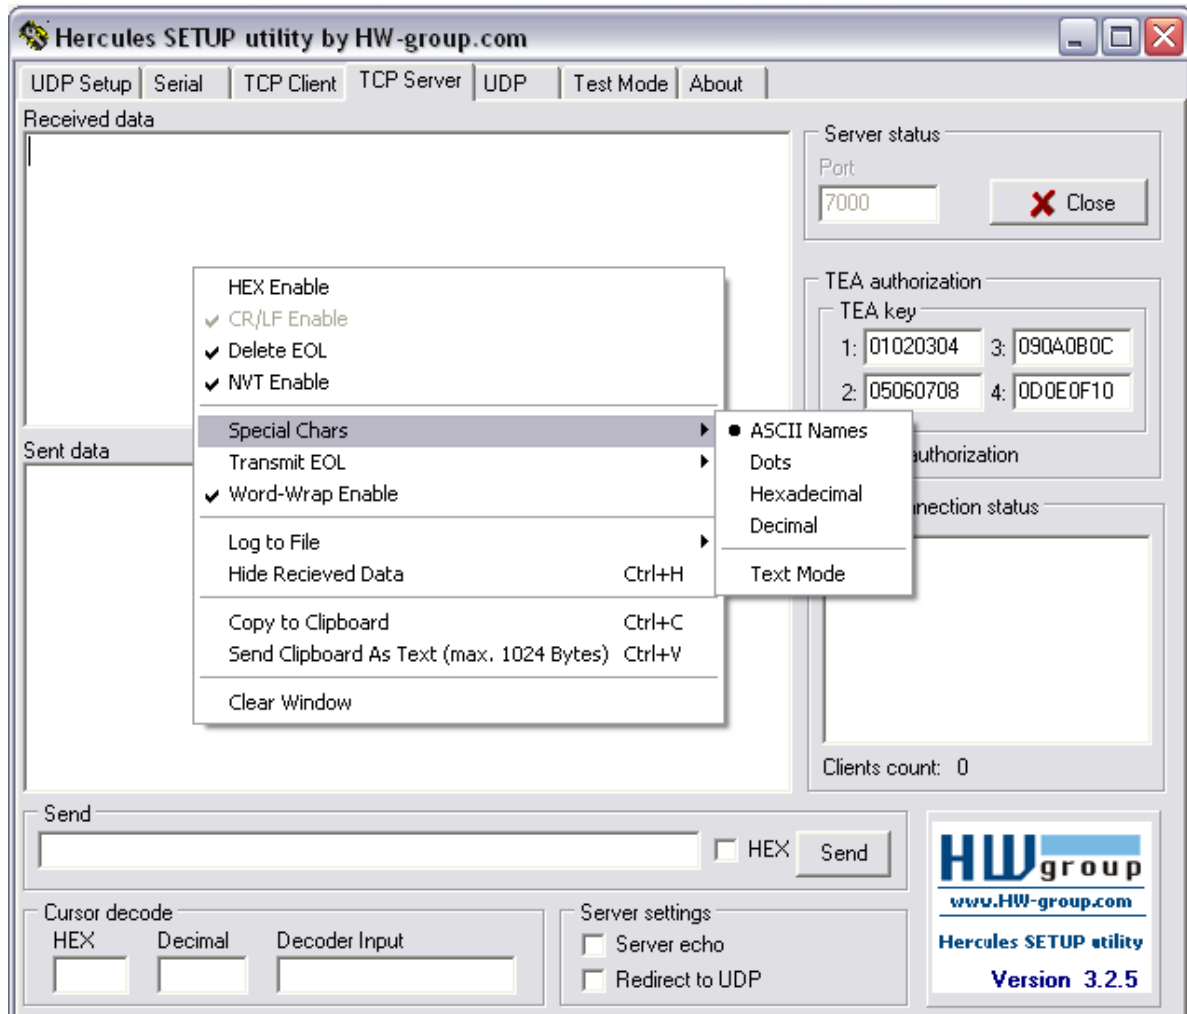 Hercules SETUP utility by HW-group.com
UDP Setup Serial TCP Client TCP Server UDP Test Mode About
Received data
Server status
Port
7000
Close
TEA authorization
TEA key
1: 01020304 3: 090A0B0C
2: 05060708 4: 0D0E0F10
authorization
nection status
Clients count: 0
HEX Enable
CR/LF Enable
Delete EOL
NVT Enable
Special Chars
Transmit EOL
Word-Wrap Enable
Log to File
Hide Recieved Data Ctrl+H
Copy to Clipboard Ctrl+C
Send Clipboard As Text (max. 1024 Bytes) Ctrl+V
Clear Window
ASCII Names
Dots
Hexadecimal
Decimal
Text Mode
Sent data
Send
HEX Send
Cursor decode
HEX Decimal Decoder Input
Server settings
Server echo
Redirect to UDP
HWgroup
www.HW-group.com
Hercules SETUP utility
Version 3.2.5